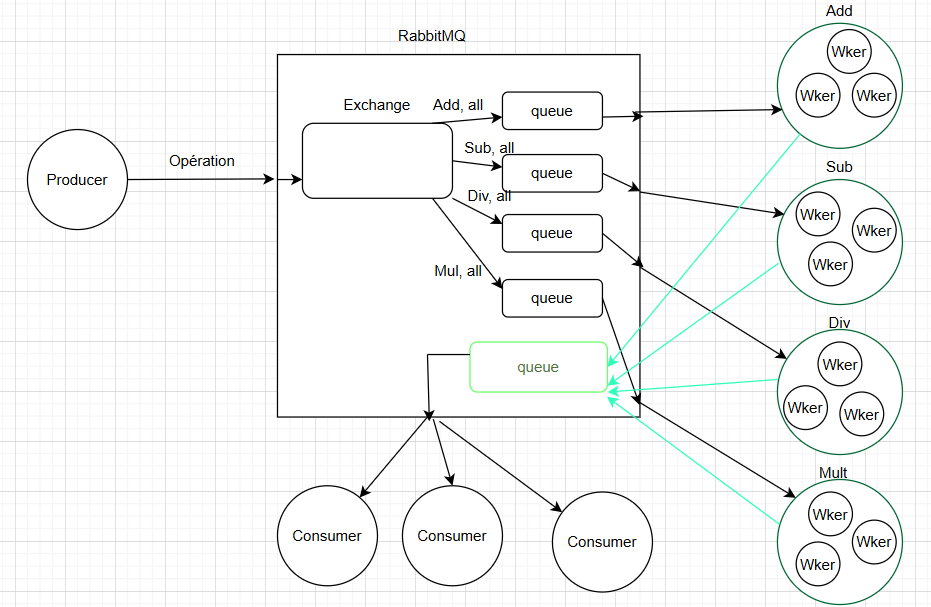 RabbitMQ
Exchange
Add, all
queue
Opération
Producer
Sub, all
queue
Div, all
queue
Mul, all
queue
queue
Consumer
Consumer
Consumer
Add
Wker
Wker
Wker
Sub
Wker
Wker
Wker
Div
Wker
Wker
Wker
Mult
Wker
Wker
Wker